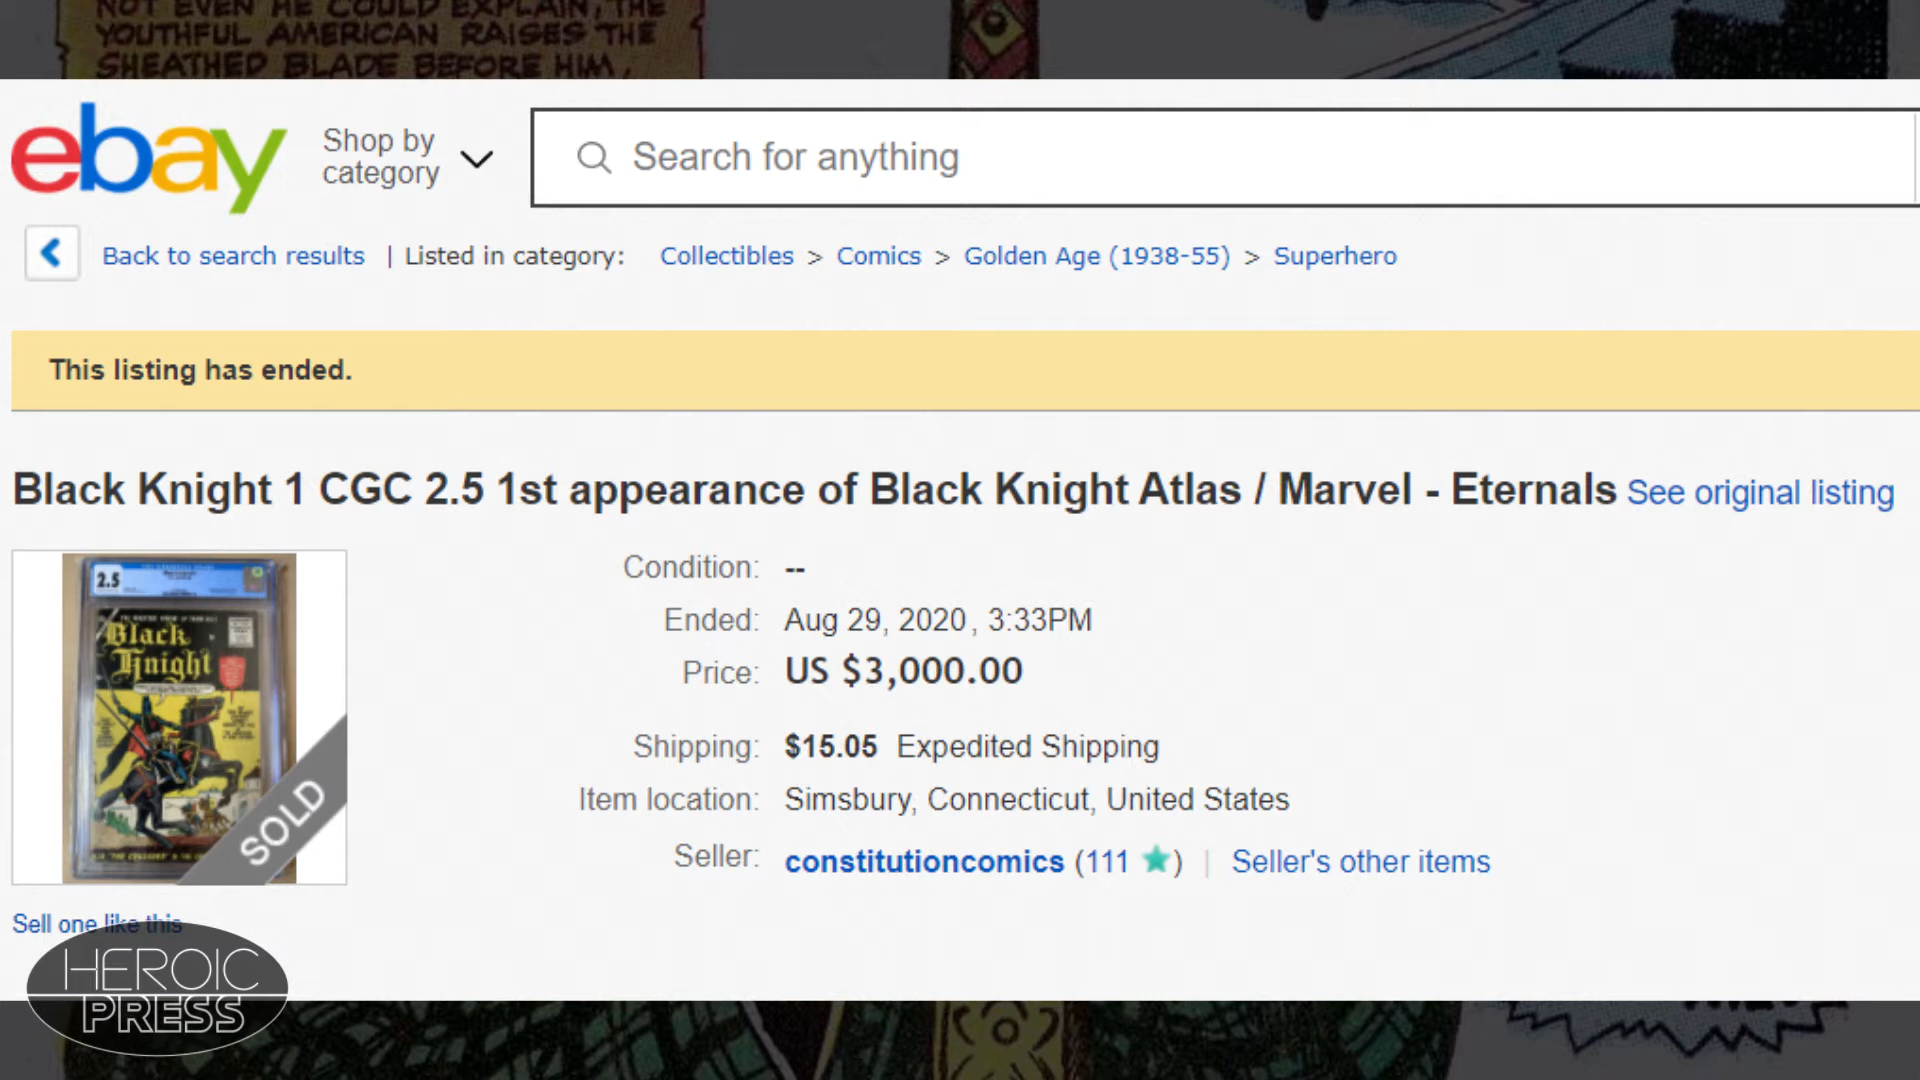 NOT EVEN HE COULD EXPLAIN, THE
YOUTHFUL AMERICAN RAISES THE
SHEATHED BLADE BEFORE HIM,
ebay
Shop by
category
Search for anything
Back to search results | Listed in category: Collectibles > Comics > Golden Age (1938-55) > Superhero
This listing has ended.
Black Knight 1 CGC 2.5 1st appearance of Black Knight Atlas / Marvel - Eternals See original listing
2.5
Black
Knight
SOLD
Condition: --
Ended: Aug 29, 2020, 3:33PM
Price: US $3,000.00
Shipping: $15.05 Expedited Shipping
Item location: Simsbury, Connecticut, United States
Seller: constitutioncomics (111 ★) | Seller's other items
Sell one like this
HEROIC
PRESS